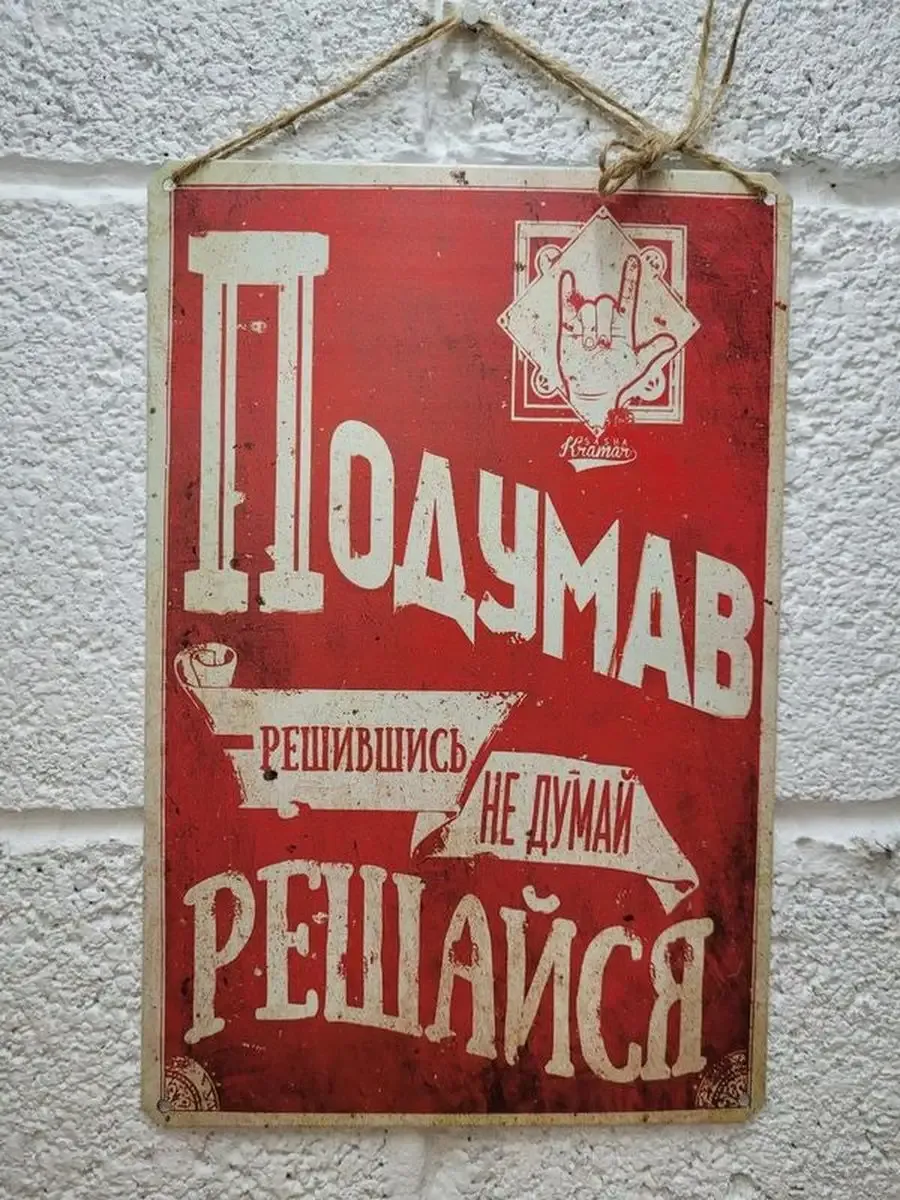 SASHA
Kramar
Подумав
РЕШИВШИСЬ
НЕ ДУМАЙ
РЕШАЙСЯ